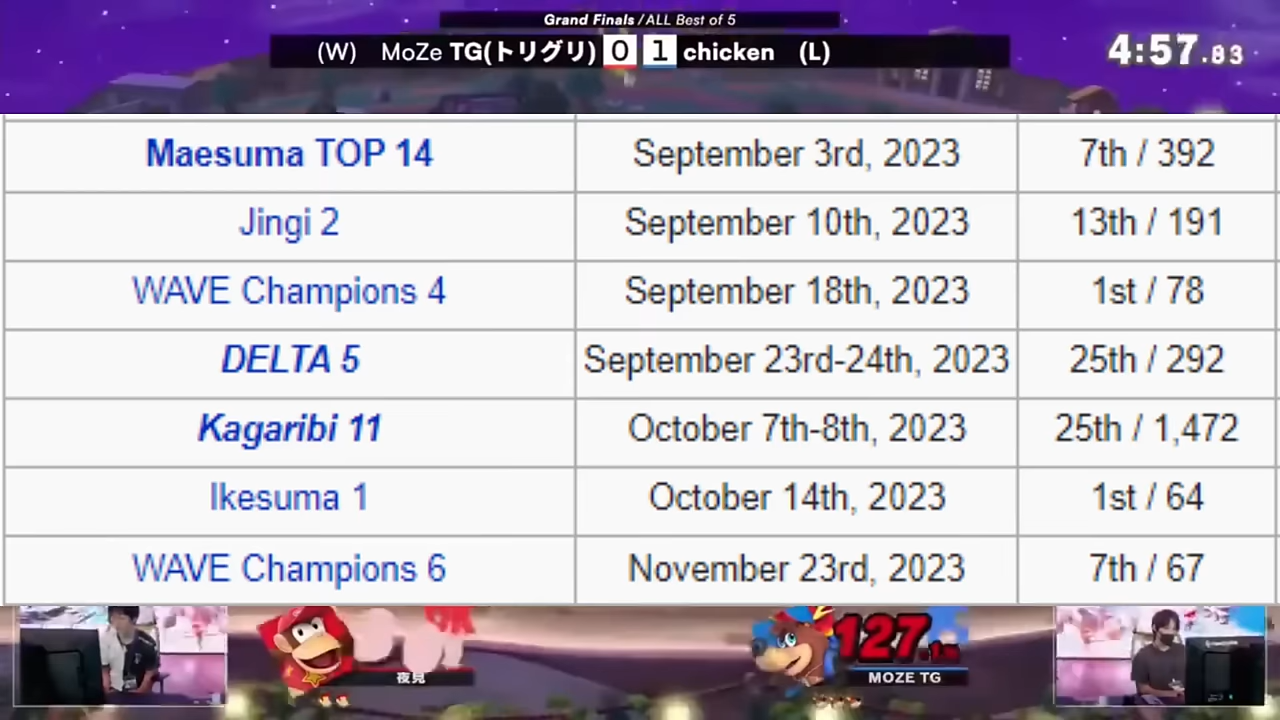 Grand Finals / ALL Best of 5
(W) MoZe TG(トリグリ) 0 1 chicken (L)
4:57.83
Maesuma TOP 14 September 3rd, 2023 7th / 392
Jingi 2 September 10th, 2023 13th / 191
WAVE Champions 4 September 18th, 2023 1st / 78
DELTA 5 September 23rd-24th, 2023 25th / 292
Kagaribi 11 October 7th-8th, 2023 25th / 1,472
Ikesuma 1 October 14th, 2023 1st / 64
WAVE Champions 6 November 23rd, 2023 7th / 67
127.1%
夜見
MOZE TG